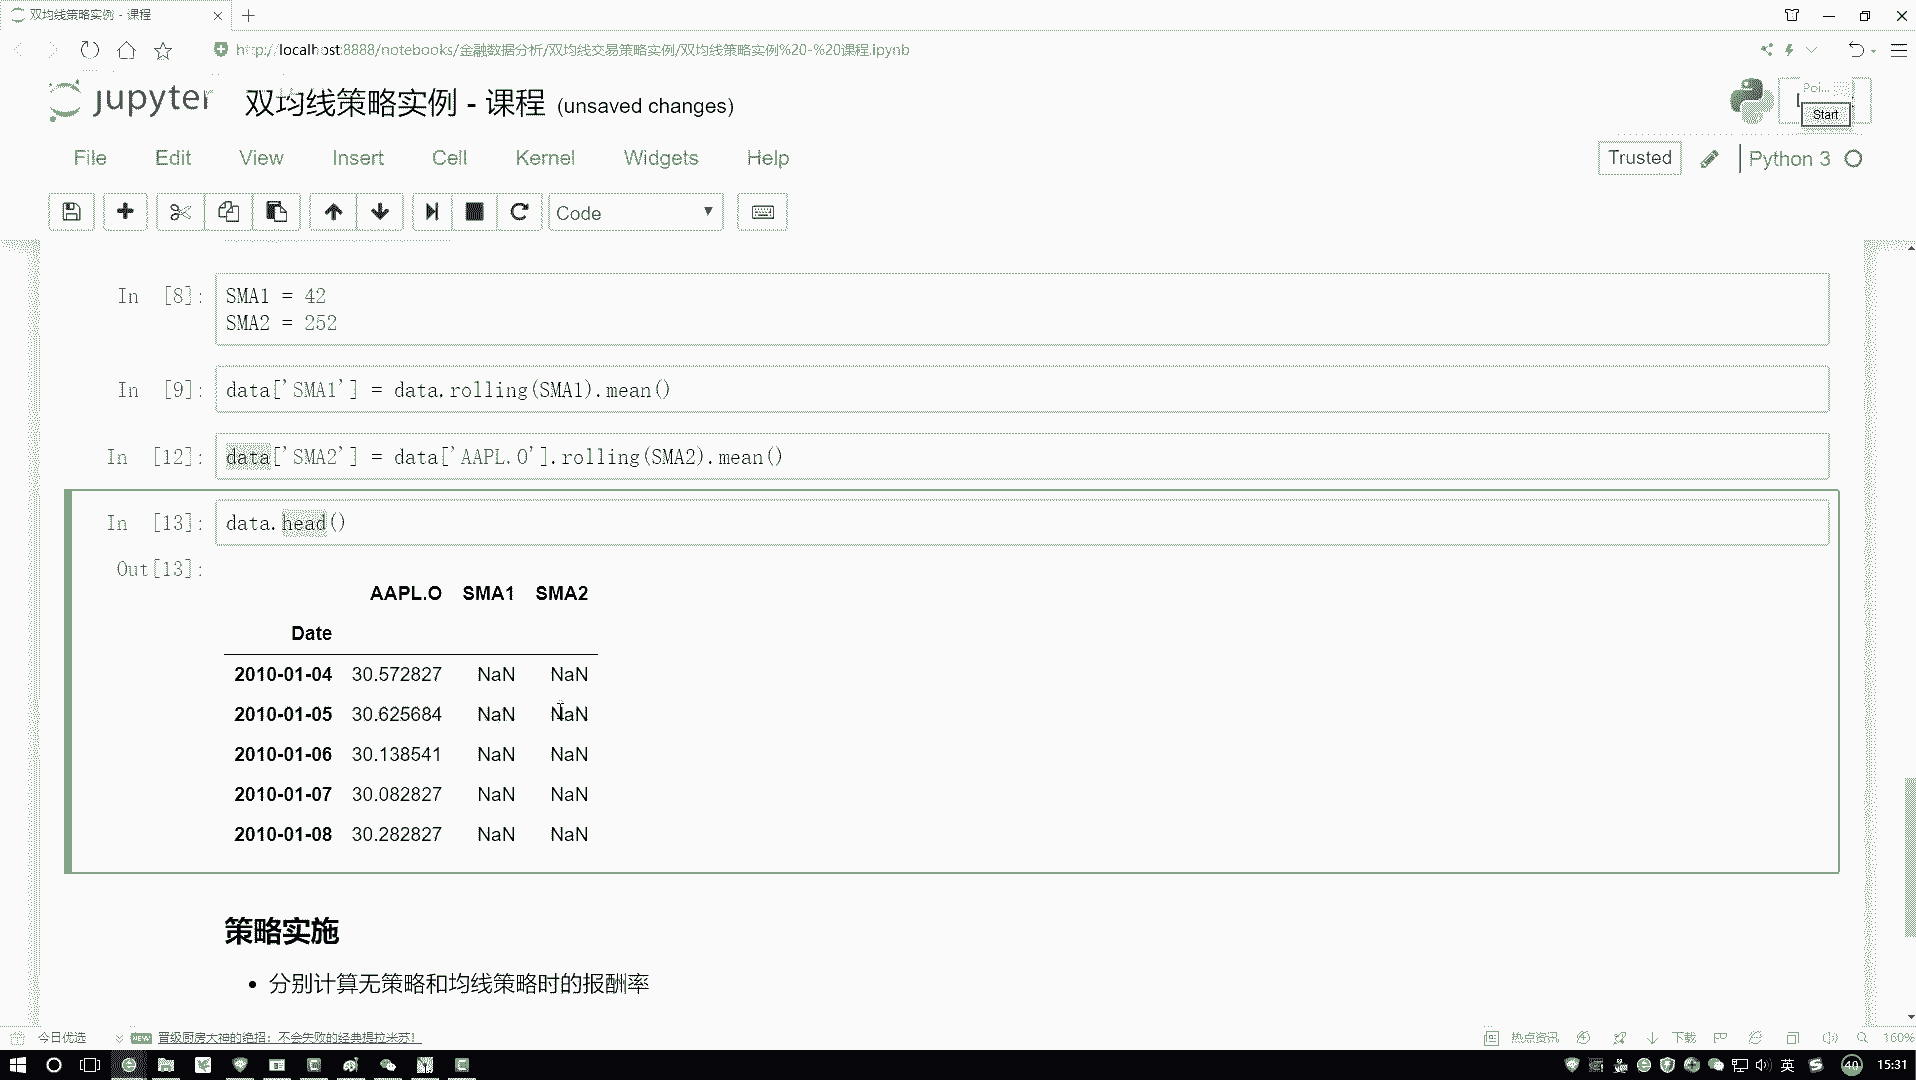 双均线策略实例 - 课程
http://localhost:8888/notebooks/金融数据分析/双均线交易策略实例/双均线策略实例%20-%20课程.ipynb
jupyter 双均线策略实例 - 课程 (unsaved changes)
Poi...
Start
File Edit View Insert Cell Kernel Widgets Help
Trusted Python 3
Code
In [8]: SMA1 = 42
SMA2 = 252
In [9]: data['SMA1'] = data.rolling(SMA1).mean()
In [12]: data['SMA2'] = data['AAPL.O'].rolling(SMA2).mean()
In [13]: data.head()
Out[13]:
AAPL.O SMA1 SMA2
Date
2010-01-04 30.572827 NaN NaN
2010-01-05 30.625684 NaN NaN
2010-01-06 30.138541 NaN NaN
2010-01-07 30.082827 NaN NaN
2010-01-08 30.282827 NaN NaN
策略实施
• 分别计算无策略和均线策略时的报酬率
今日优选 NEW 晋级厨房大神的绝招：不会失败的经典提拉米苏！ 热点资讯 下载 160%
英 40 15:31